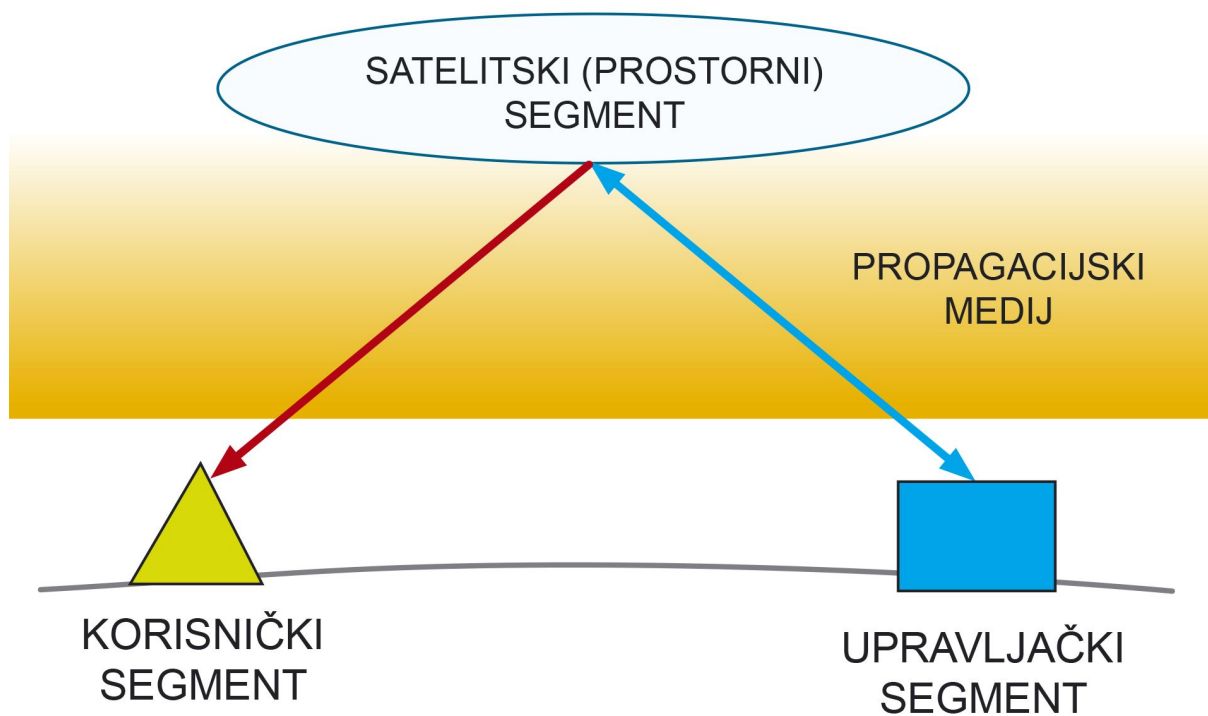 SATELITSKI (PROSTORNI)
SEGMENT
PROPAGACIJSKI
MEDIJ
KORISNIČKI
SEGMENT
UPRAVLJAČKI
SEGMENT